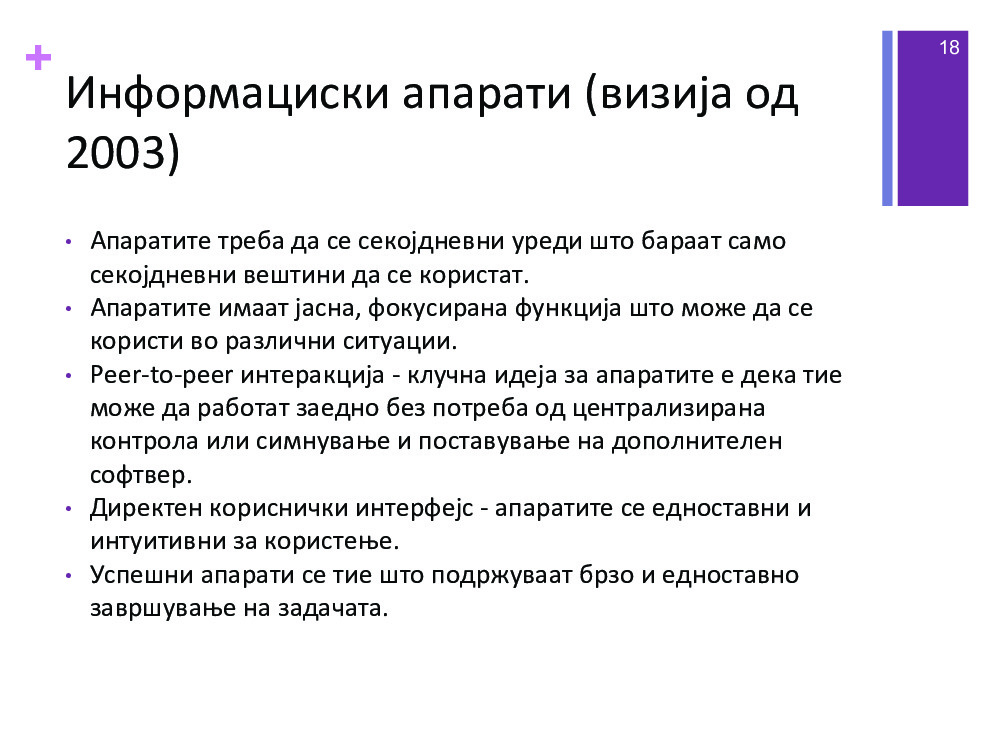 18
+
Информациски апарати (визија од
2003)
• Апаратите треба да се секојдневни уреди што бараат само
секојдневни вештини да се користат.
• Апаратите имаат јасна, фокусирана функција што може да се
користи во различни ситуации.
• Peer-to-peer интеракција - клучна идеја за апаратите е дека тие
може да работат заедно без потреба од централизирана
контрола или симнување и поставување на дополнителен
софтвер.
• Директен кориснички интерфејс - апаратите се едноставни и
интуитивни за користење.
• Успешни апарати се тие што подржуваат брзо и едноставно
завршување на задачата.